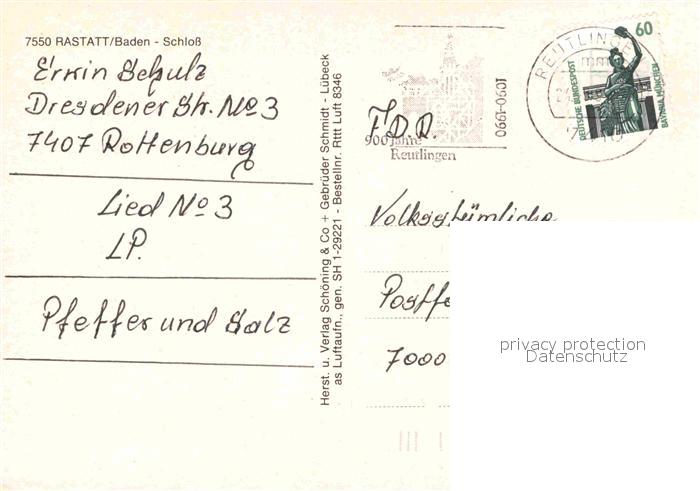 7550 RASTATT/Baden - Schloß
Erwin Schulz
Dresdener Str. No 3
7407 Rottenburg
Lied No 3
LP.
Pfeffer und Salz
Herst. u. Verlag Schöning & Co + Gebrüder Schmidt - Lübeck
as Luftaufn., gen. SH 1-29221 - Bestellnr. Rttt Luft 8346
1090-1990
900 Jahre
Reutlingen
REUTLINGEN
60
DEUTSCHE BUNDESPOST
BAVARIA MÜNCHEN
F.D.R.
Volkstümliche
Postf
7000
privacy protection
Datenschutz